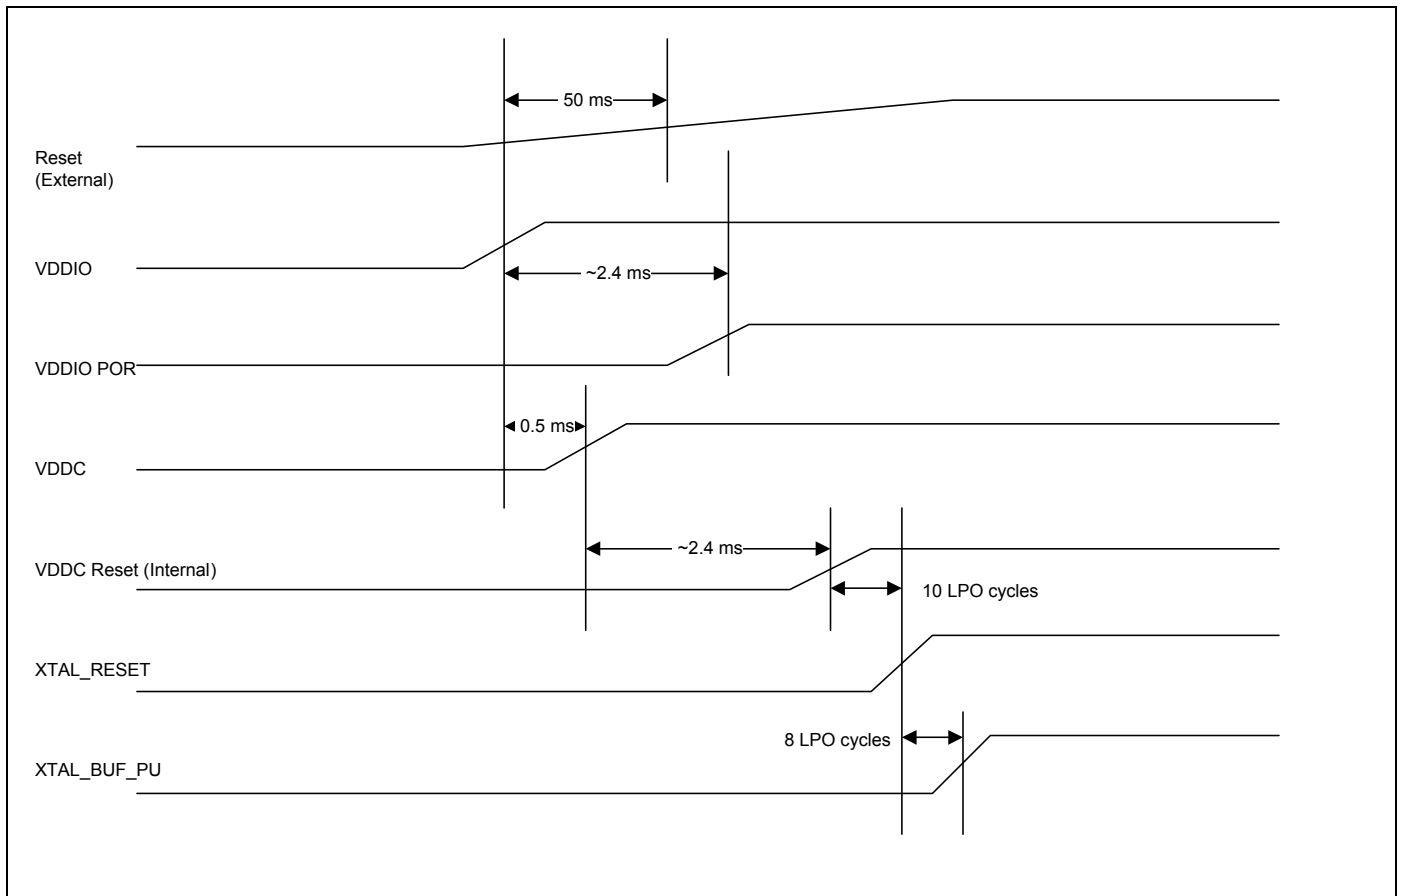 50 ms
Reset
(External)
VDDIO
~2.4 ms
VDDIO POR
0.5 ms
VDDC
~2.4 ms
VDDC Reset (Internal)
10 LPO cycles
XTAL_RESET
8 LPO cycles
XTAL_BUF_PU